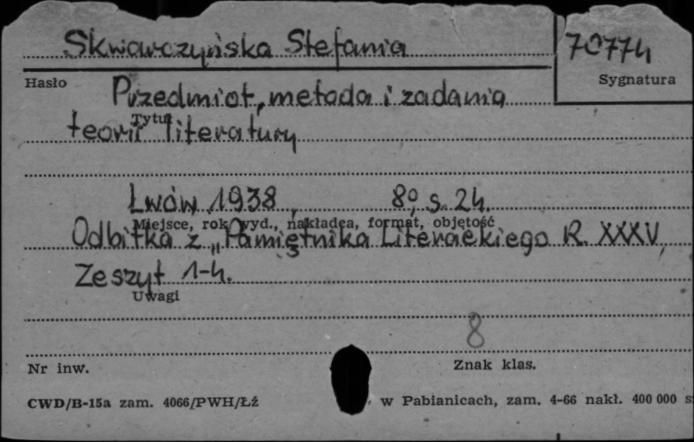 Skwarczyńska Stefania
70774
Hasło
Sygnatura
Przedmiot, metoda i zadania
Tytuł
teorii literatury
Lwów 1938, 8° s. 24.
Miejsce, rok wyd., nakładca, format, objętość
Odbitka z „Pamiętnika Literackiego R. XXXV,
Zeszyt 1-4.
Uwagi
8
Nr inw.
Znak klas.
CWD/B-15a zam. 4066/PWH/Łź
w Pabianicach, zam. 4-66 nakł. 400 000 s